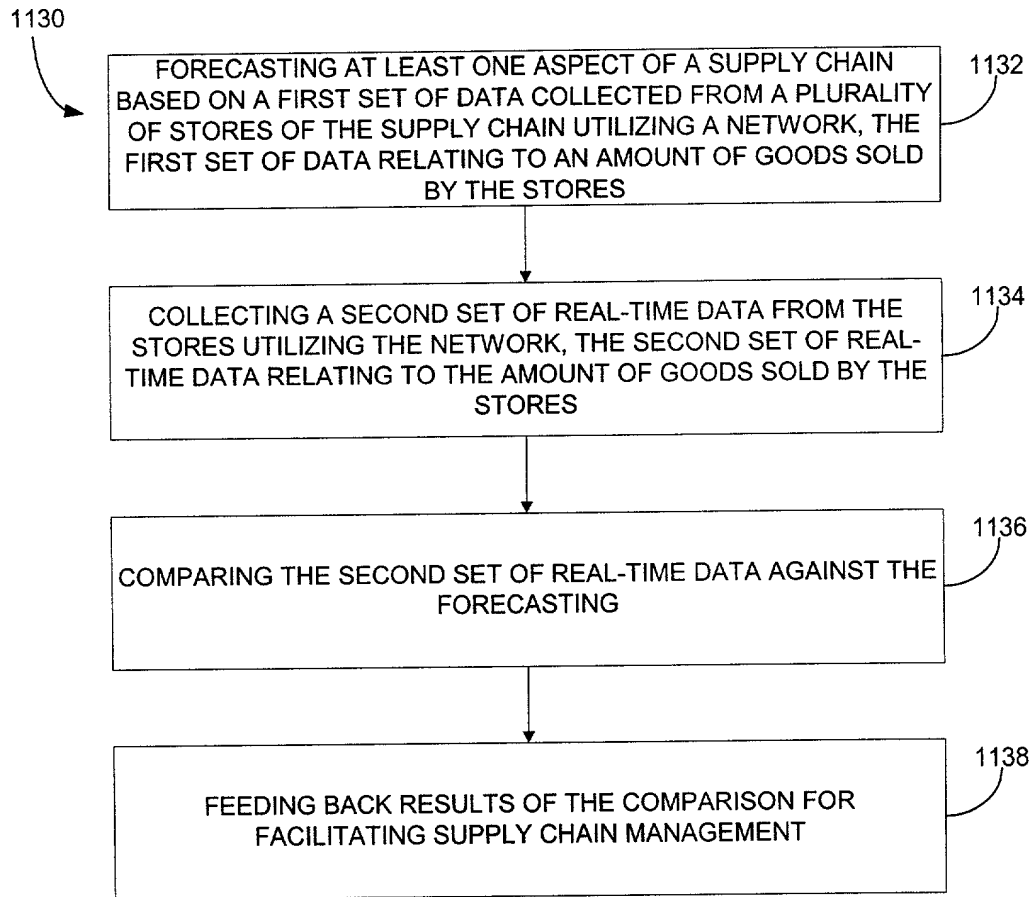 1130
FORECASTING AT LEAST ONE ASPECT OF A SUPPLY CHAIN
BASED ON A FIRST SET OF DATA COLLECTED FROM A PLURALITY
OF STORES OF THE SUPPLY CHAIN UTILIZING A NETWORK, THE
FIRST SET OF DATA RELATING TO AN AMOUNT OF GOODS SOLD
BY THE STORES
1132
COLLECTING A SECOND SET OF REAL-TIME DATA FROM THE
STORES UTILIZING THE NETWORK, THE SECOND SET OF REAL-
TIME DATA RELATING TO THE AMOUNT OF GOODS SOLD BY THE
STORES
1134
COMPARING THE SECOND SET OF REAL-TIME DATA AGAINST THE
FORECASTING
1136
FEEDING BACK RESULTS OF THE COMPARISON FOR
FACILITATING SUPPLY CHAIN MANAGEMENT
1138